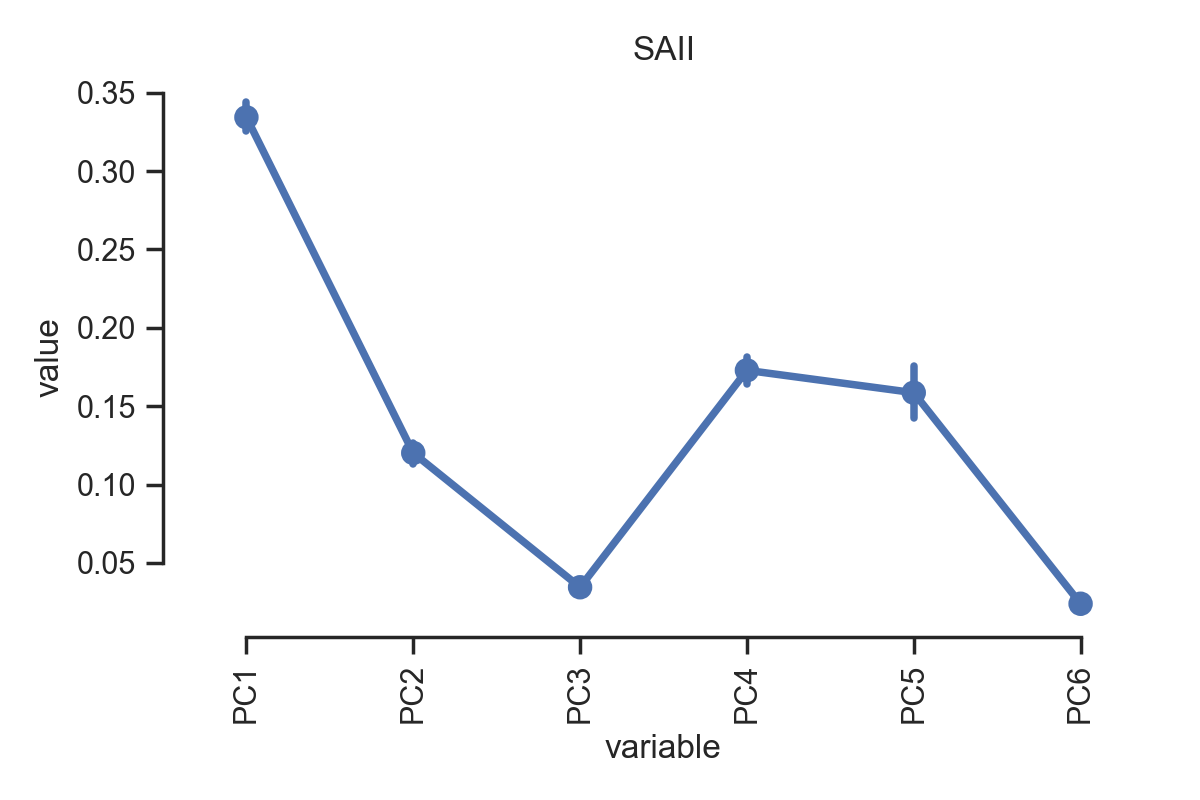 SAII
0.35
0.30
0.25
0.20
0.15
0.10
0.05
value
PC1
PC2
PC3
PC4
PC5
PC6
variable